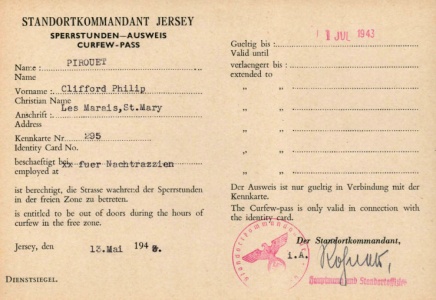 STANDORTKOMMANDANT JERSEY
SPERRSTUNDEN—AUSWEIS
CURFEW-PASS
Name : PIROUET
Name
Vorname : Clifford Philip
Christian Name
Anschrift : Les Marais,St.Mary
Address
Kennkarte Nr. 295
Identity Card No.
beschaeftigt bei xx fuer Nachtrazzien
employed at
ist berechtigt, die Strasse wachrend der Sperrstunden
in der freien Zone zu betreten.
is entitled to be out of doors during the hours of
curfew in the free zone.
Jersey, den 13.Mai 194
DIENSTSIEGEL.
Gueltig bis : JUL 1943
Valid until
verlaengert bis :
extended to
" "
" "
" "
" "
Der Ausweis ist nur gueltig in Verbindung mit der
Kennkarte.
The Curfew-pass is only valid in connection with
the identity card.
Der Standortkommandant,
i.A.
Hauptmann und